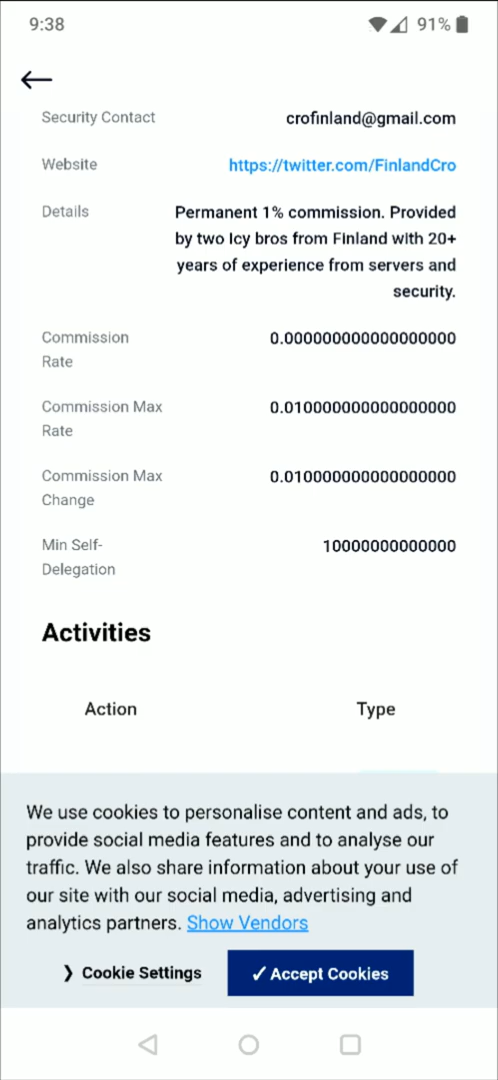 9:38
91%
Security Contact
crofinland@gmail.com
Website
https://twitter.com/FinlandCro
Details
Permanent 1% commission. Provided
by two Icy bros from Finland with 20+
years of experience from servers and
security.
Commission
Rate
0.000000000000000000
Commission Max
Rate
0.010000000000000000
Commission Max
Change
0.010000000000000000
Min Self-
Delegation
10000000000000
Activities
Action
Type
We use cookies to personalise content and ads, to
provide social media features and to analyse our
traffic. We also share information about your use of
our site with our social media, advertising and
analytics partners. Show Vendors
❯ Cookie Settings
✓ Accept Cookies